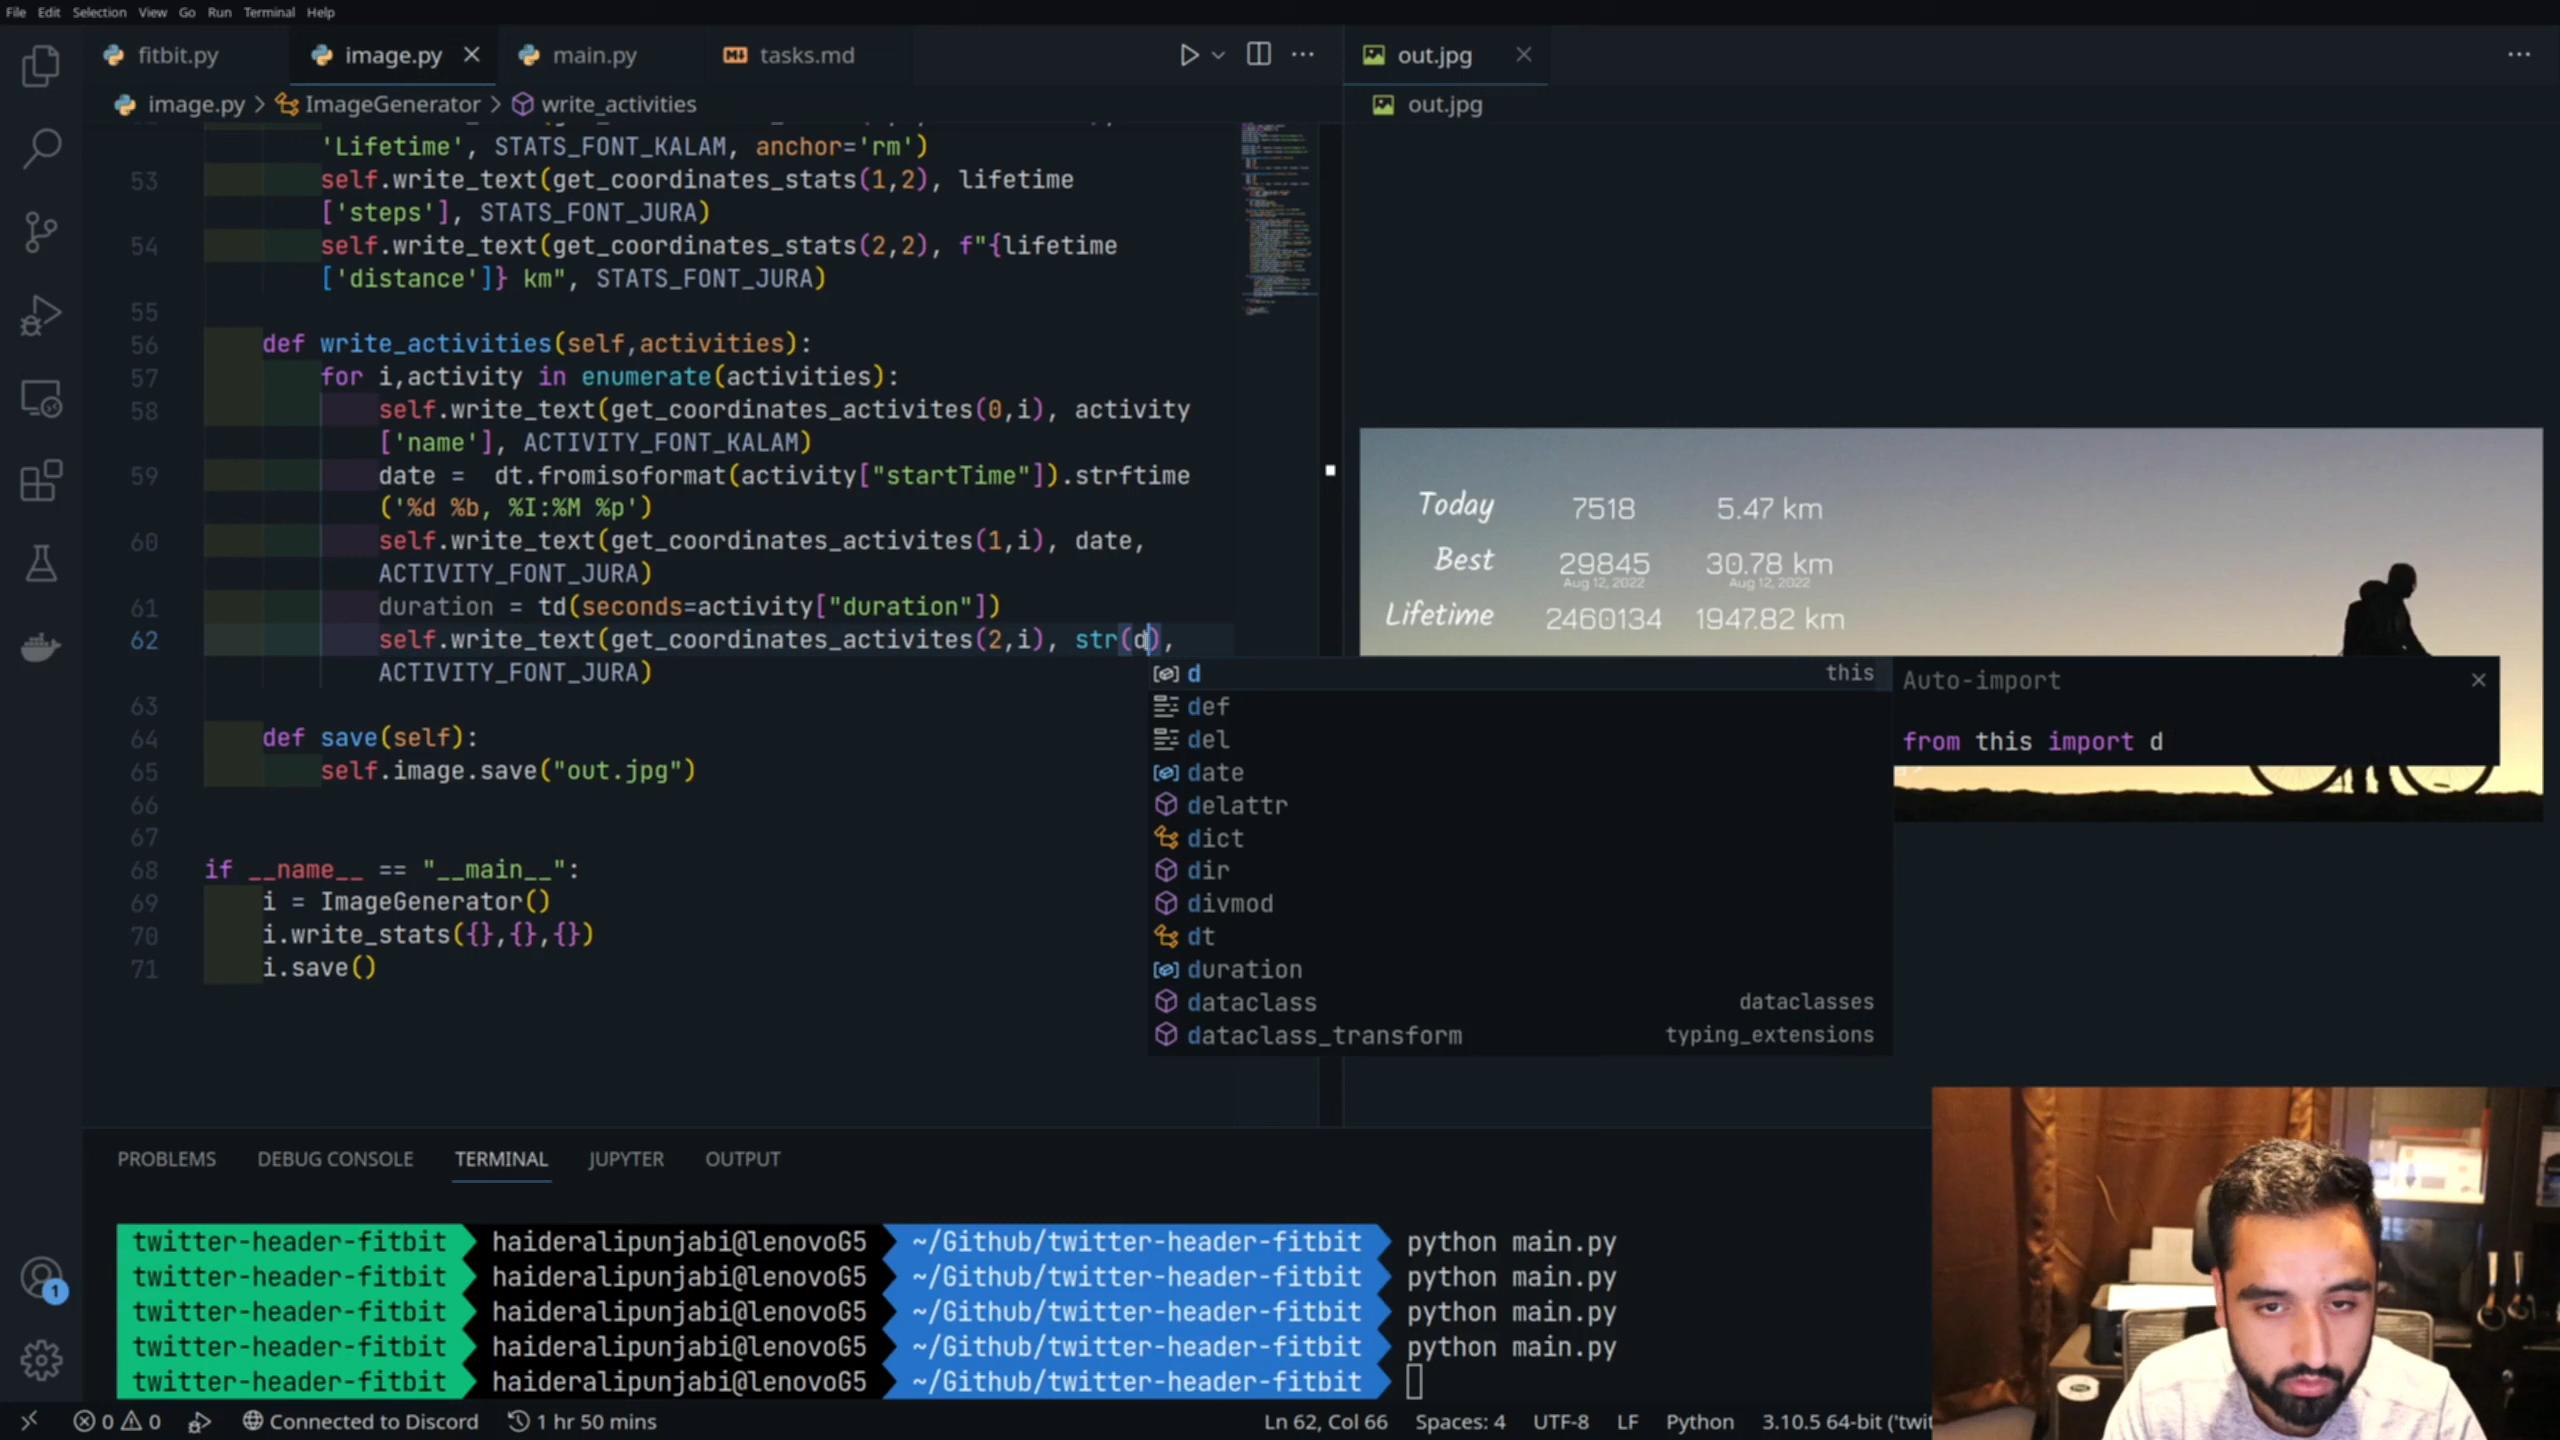 File Edit Selection View Go Run Terminal Help
fitbit.py image.py main.py tasks.md
out.jpg
image.py > ImageGenerator > write_activities
out.jpg
'Lifetime', STATS_FONT_KALAM, anchor='rm')
53 self.write_text(get_coordinates_stats(1,2), lifetime
['steps'], STATS_FONT_JURA)
54 self.write_text(get_coordinates_stats(2,2), f"{lifetime
['distance']} km", STATS_FONT_JURA)
55
56 def write_activities(self,activities):
57 for i,activity in enumerate(activities):
58 self.write_text(get_coordinates_activites(0,i), activity
['name'], ACTIVITY_FONT_KALAM)
59 date =  dt.fromisoformat(activity["startTime"]).strftime
('%d %b, %I:%M %p')
60 self.write_text(get_coordinates_activites(1,i), date,
ACTIVITY_FONT_JURA)
61 duration = td(seconds=activity["duration"])
62 self.write_text(get_coordinates_activites(2,i), str(d),
ACTIVITY_FONT_JURA)
63
64 def save(self):
65 self.image.save("out.jpg")
66
67
68 if __name__ == "__main__":
69 i = ImageGenerator()
70 i.write_stats({},{},{})
71 i.save()
d this
def
del
date
delattr
dict
dir
divmod
dt
duration
dataclass dataclasses
dataclass_transform typing_extensions
Auto-import
from this import d
Today 7518 5.47 km
Best 29845 30.78 km
Aug 12, 2022 Aug 12, 2022
Lifetime 2460134 1947.82 km
PROBLEMS DEBUG CONSOLE TERMINAL JUPYTER OUTPUT
twitter-header-fitbit haideralipunjabi@lenovoG5 ~/Github/twitter-header-fitbit python main.py
twitter-header-fitbit haideralipunjabi@lenovoG5 ~/Github/twitter-header-fitbit python main.py
twitter-header-fitbit haideralipunjabi@lenovoG5 ~/Github/twitter-header-fitbit python main.py
twitter-header-fitbit haideralipunjabi@lenovoG5 ~/Github/twitter-header-fitbit python main.py
twitter-header-fitbit haideralipunjabi@lenovoG5 ~/Github/twitter-header-fitbit
1
0 0 Connected to Discord 1 hr 50 mins Ln 62, Col 66 Spaces: 4 UTF-8 LF Python 3.10.5 64-bit ('twit